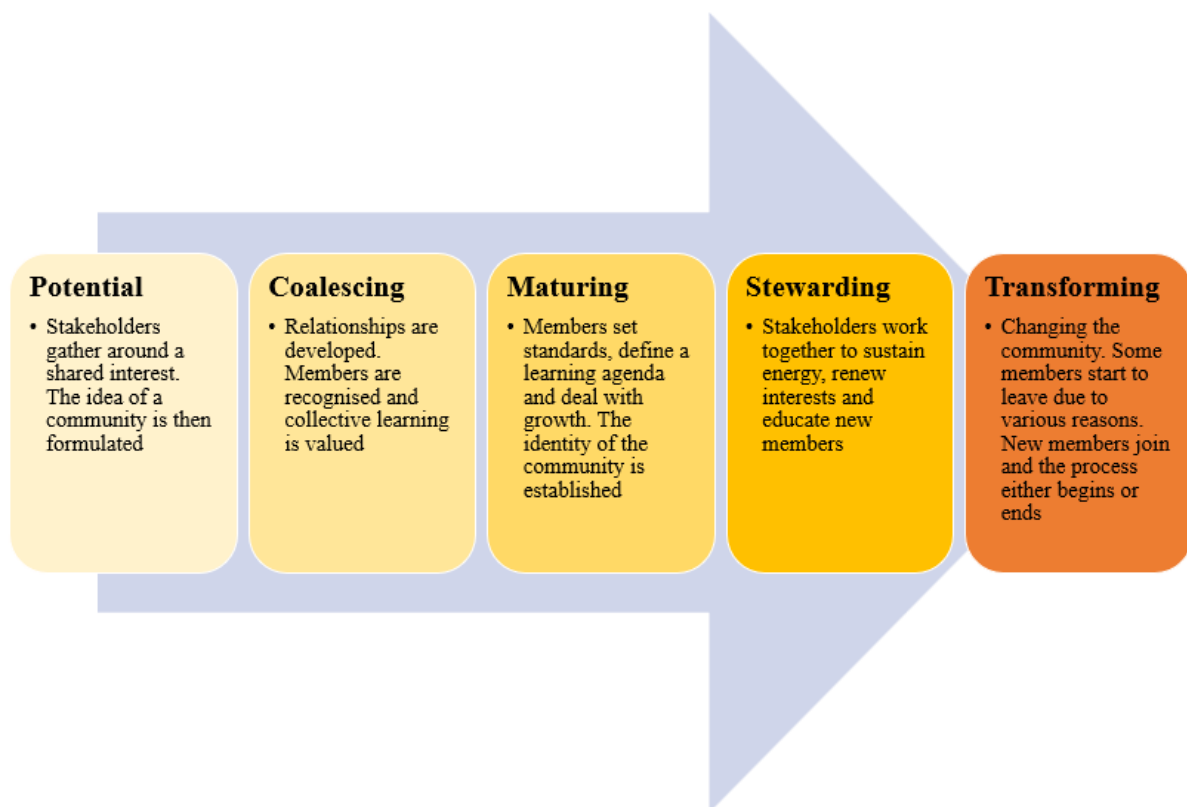 Potential
• Stakeholders
gather around a
shared interest.
The idea of a
community is then
formulated
Coalescing
• Relationships are
developed.
Members are
recognised and
collective learning
is valued
Maturing
• Members set
standards, define a
learning agenda
and deal with
growth. The
identity of the
community is
established
Stewarding
• Stakeholders work
together to sustain
energy, renew
interests and
educate new
members
Transforming
• Changing the
community. Some
members start to
leave due to
various reasons.
New members join
and the process
either begins or
ends